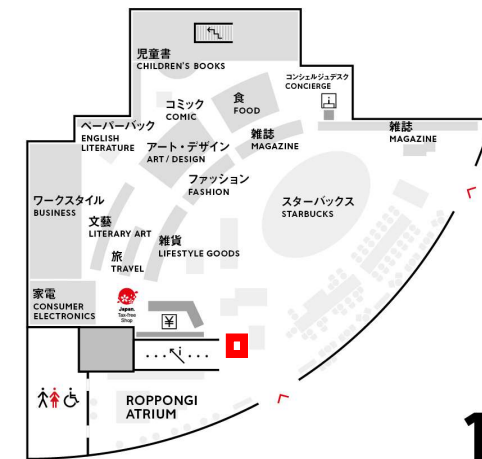 児童書
CHILDREN'S BOOKS
コンシェルジュデスク
CONCIERGE
i
コミック
COMIC
食
FOOD
ペーパーバック
ENGLISH
LITERATURE
アート・デザイン
ART / DESIGN
雑誌
MAGAZINE
雑誌
MAGAZINE
ファッション
FASHION
ワークスタイル
BUSINESS
スターバックス
STARBUCKS
文藝
LITERARY ART
雑貨
LIFESTYLE GOODS
旅
TRAVEL
家電
CONSUMER
ELECTRONICS
Japan.
Tax-free
Shop
¥
ROPPONGI
ATRIUM
1